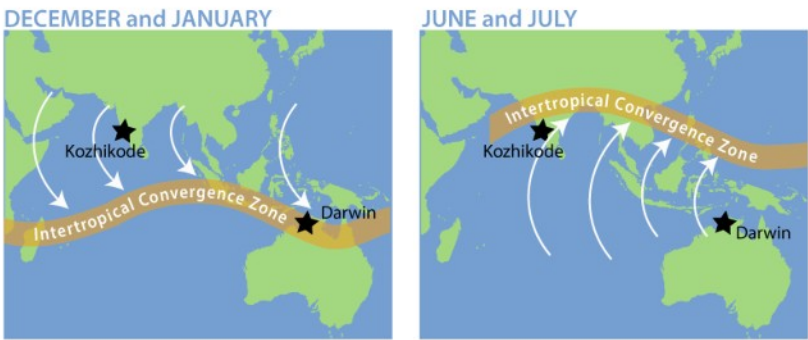 DECEMBER and JANUARY
Kozhikode
Intertropical Convergence Zone
Darwin
JUNE and JULY
Intertropical Convergence Zone
Kozhikode
Darwin